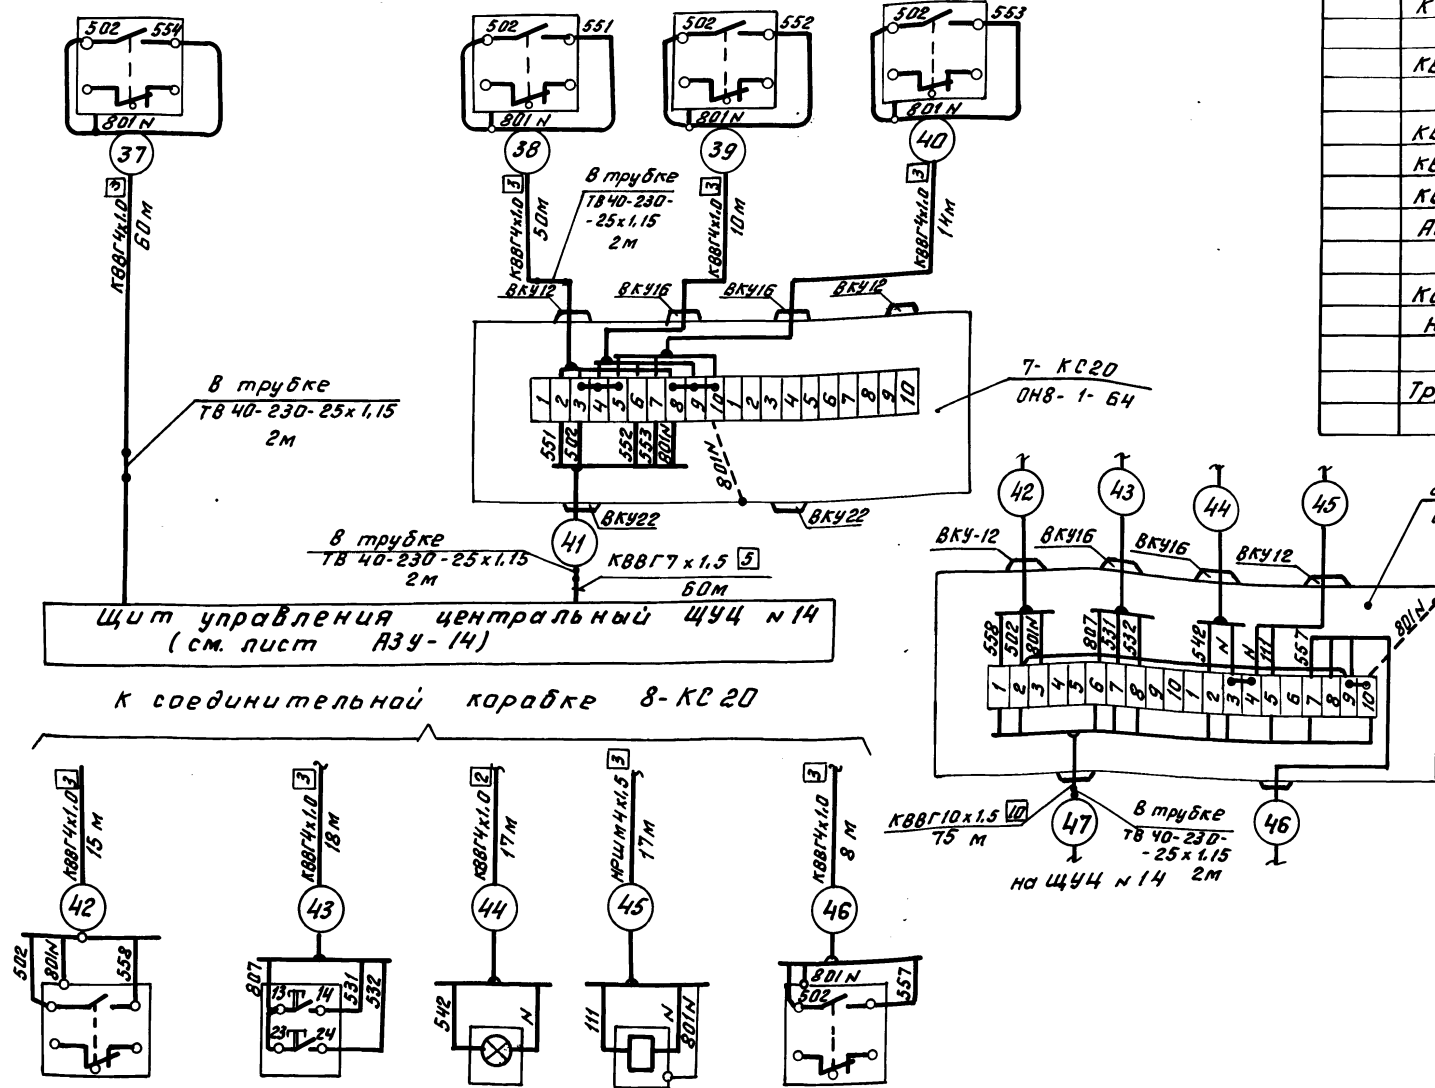 502 554
801N
37
3
КВВГ4х1.0
60м
502 551
801N
38
3
КВВГ4х1.0
50м
502 552
801N
39
3
КВВГ4х1.0
10м
502 553
801N
40
3
КВВГ4х1.0
14м
В трубке
ТВ40-230-
-25х1,15
2м
ВКУ12
ВКУ16
ВКУ16
ВКУ12
В трубке
ТВ 40-230-25х1,15
2м
1 2 3 4 5 6 7 8 9 10 1 2 3 4 5 6 7 8 9 10
551 502 552 553 801N
801N
7- КС20
ОН8-1-64
ВКУ22
ВКУ22
41
В трубке
ТВ 40-230-25х1,15
2м
КВВГ7х1,5 5
60м
Щит управления центральный ЩУЦ N14
(см. лист АЗУ-14)
К соединительной карабке 8-КС20
42 43 44 45
ВКУ-12
ВКУ16
ВКУ16
ВКУ12
558 502 801N 807 531 532 542 N N 111 557
801N
1 2 3 4 5 6 7 8 9 10 1 2 3 4 5 6 7 8 9 10
КВВГ10х1.5 10
75 м
47
В трубке
ТВ 40-230-
-25х1.15
2м
на ЩУЦ N14
46
3
КВВГ4х1,0
15 м
42
502 801N 558
3
КВВГ4х1.0
18м
43
807 531 532
13 14
23 24
2
КВВГ4х1.0
17м
44
542 N
3
НРШМ4х1,5
17м
45
111 N 801N
3
КВВГ4х1.0
8 м
46
801N
502
557